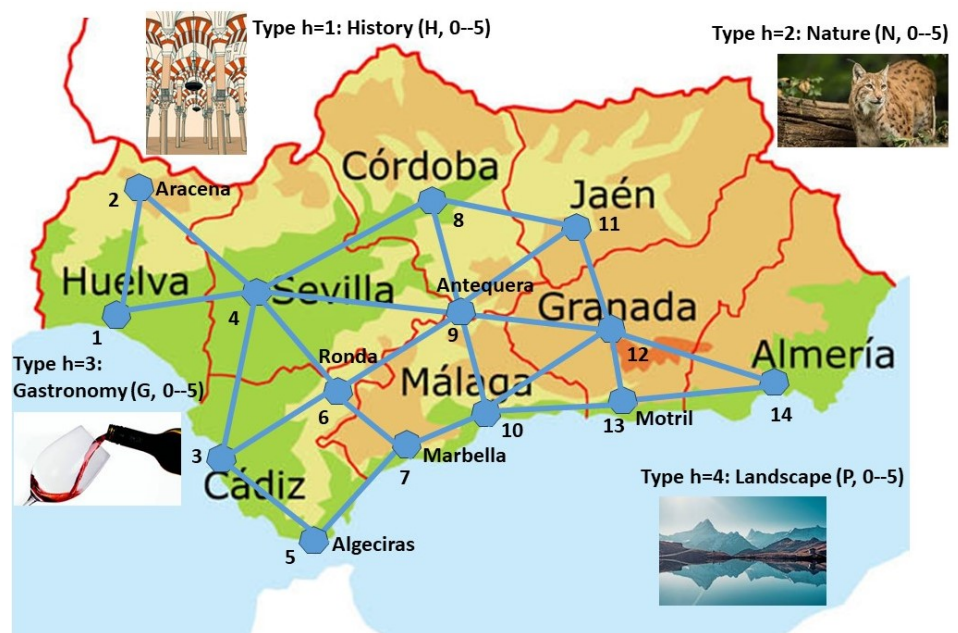 Type h=1: History (H, 0--5)
Type h=2: Nature (N, 0--5)
Córdoba
Jaén
2
Aracena
8
11
Huelva
Sevilla
Antequera
Granada
1
4
9
12
Almería
Type h=3:
Gastronomy (G, 0--5)
Ronda
Málaga
6
10
13
Motril
14
3
Cádiz
7
Marbella
Type h=4: Landscape (P, 0--5)
5
Algeciras